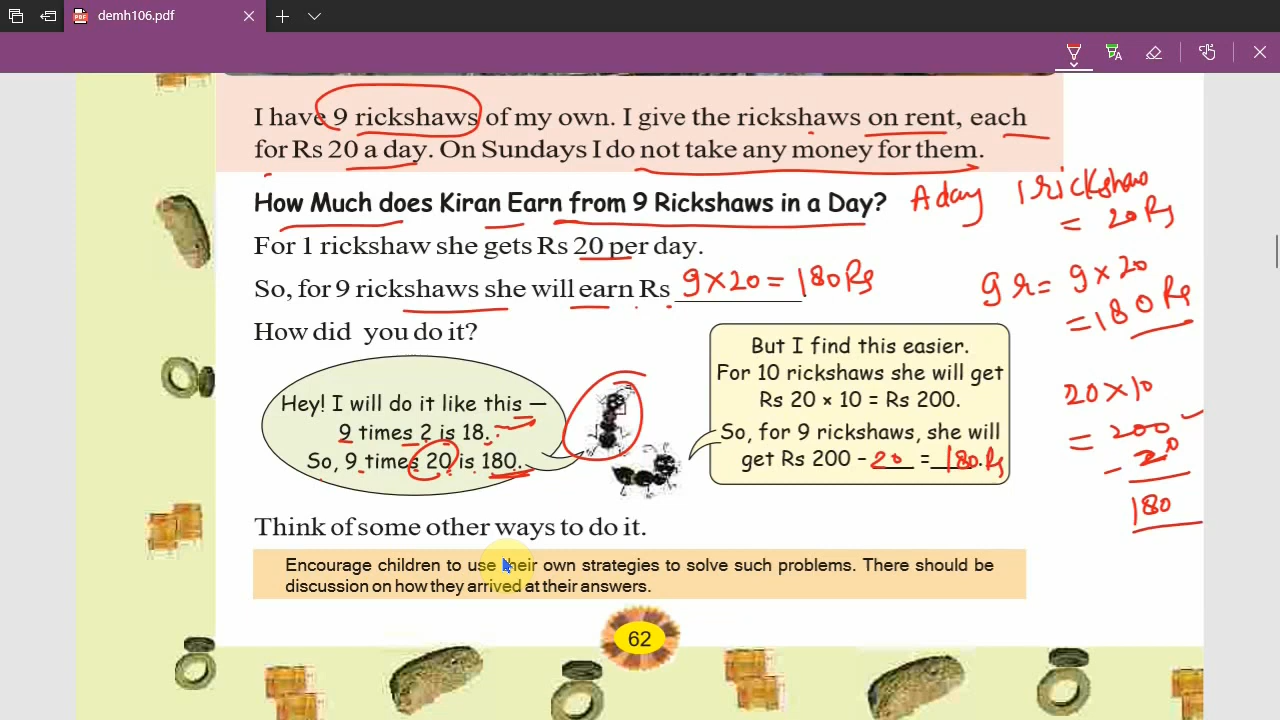 demh106.pdf
I have 9 rickshaws of my own. I give the rickshaws on rent, each
for Rs 20 a day. On Sundays I do not take any money for them.
How Much does Kiran Earn from 9 Rickshaws in a Day?
A day 1 rickshaw
= 20 Rs
For 1 rickshaw she gets Rs 20 per day.
So, for 9 rickshaws she will earn Rs 9 × 20 = 180 Rs
9 r = 9 × 20
= 180 Rs
How did you do it?
Hey! I will do it like this –
9 times 2 is 18.
So, 9 times 20 is 180.
But I find this easier.
For 10 rickshaws she will get
Rs 20 × 10 = Rs 200.
So, for 9 rickshaws, she will
get Rs 200 – 20 = 180 Rs.
20 × 10
= 200
- 20
180
Think of some other ways to do it.
Encourage children to use their own strategies to solve such problems. There should be
discussion on how they arrived at their answers.
62